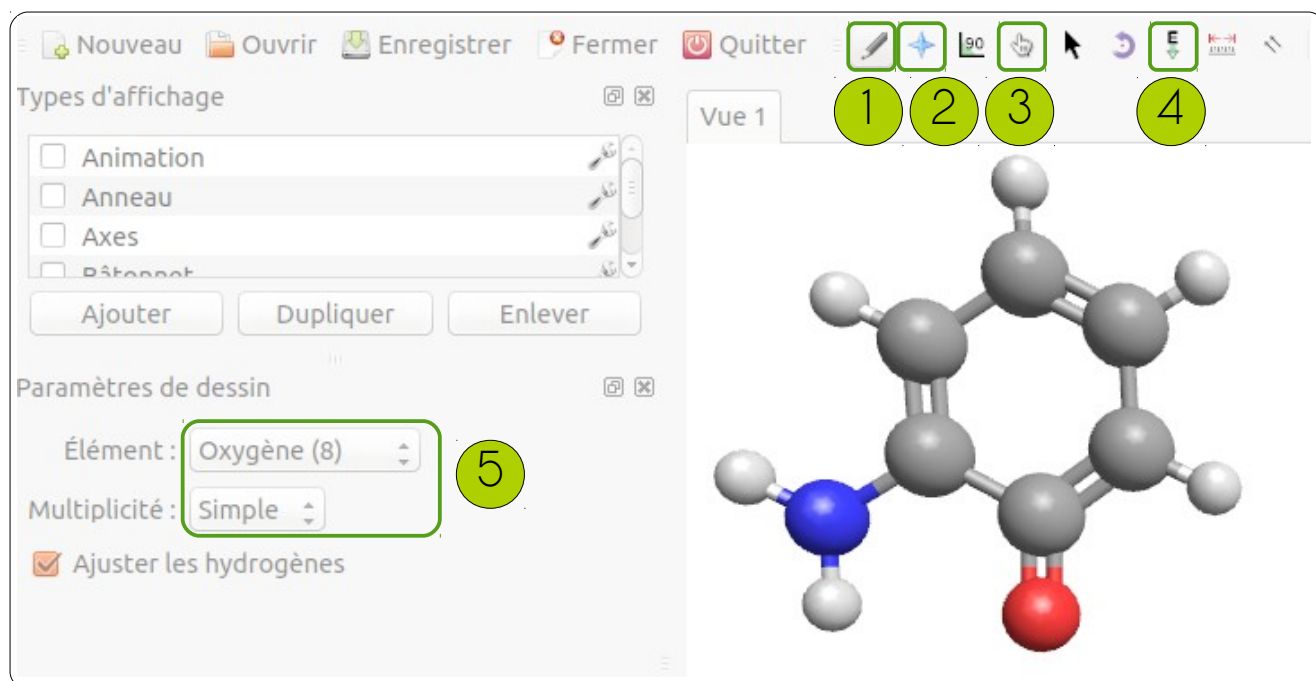 Nouveau Ouvrir Enregistrer Fermer Quitter 90 E
1 2 3 4
Types d'affichage
Vue 1
Animation
Anneau
Axes
Bâtonnet
Ajouter Dupliquer Enlever
Paramètres de dessin
Élément : Oxygène (8)
5
Multiplicité : Simple
Ajuster les hydrogènes